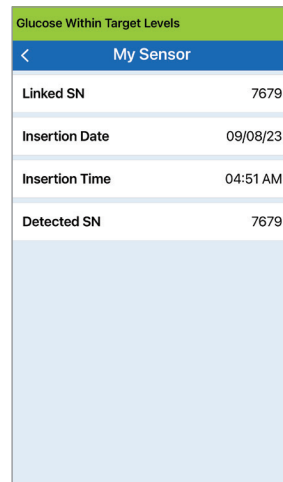 Glucose Within Target Levels
My Sensor
Linked SN 7679
Insertion Date 09/08/23
Insertion Time 04:51 AM
Detected SN 7679